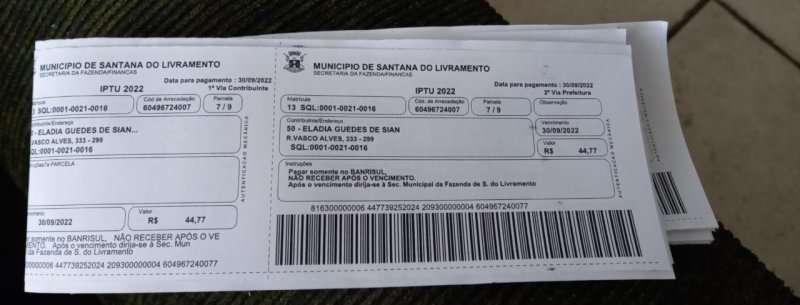 MUNICIPIO DE SANTANA DO LIVRAMENTO
SECRETARIA DA FAZENDA/FINANCAS
Data para pagamento : 30/09/2022
IPTU 2022
1ª Via Contribuinte
Cód de Arrecadação
Parcela
13 SQL:0001-0021-0016
60496724007
7 / 9
- ELADIA GUEDES DE SIAN...
VASCO ALVES, 333 - 299
SQL:0001-0021-0016
PARCELA
AUTENTICACAO MECÂNICA
30/09/2022
Valor
R$ 44,77
somente no BANRISUL, NÃO RECEBER APÓS O VE
Após o vencimento dirija-se à Sec. Mun
da Fazenda de S. do Livramento
447739252024 209300000004 604967240077
MUNICIPIO DE SANTANA DO LIVRAMENTO
SECRETARIA DA FAZENDA/FINANCAS
Data para pagamento : 30/09/2022
IPTU 2022
2ª Via Prefeitura
Matricula
Cód. de Arrecadação
Parcela
Observação
13 SQL:0001-0021-0016
60496724007
7 / 9
Contribuinte/Endereço
Vencimento
50 - ELADIA GUEDES DE SIAN
30/09/2022
R.VASCO ALVES, 333 - 299
Valor
SQL:0001-0021-0016
R$ 44,77
Instruções
Pagar somente no BANRISUL,
NÃO RECEBER APÓS O VENCIMENTO.
Após o vencimento dirija-se à Sec. Municipal da Fazenda de S. do Livramento
AUTENTICACAO MECÂNICA
816300000006 447739252024 209300000004 604967240077